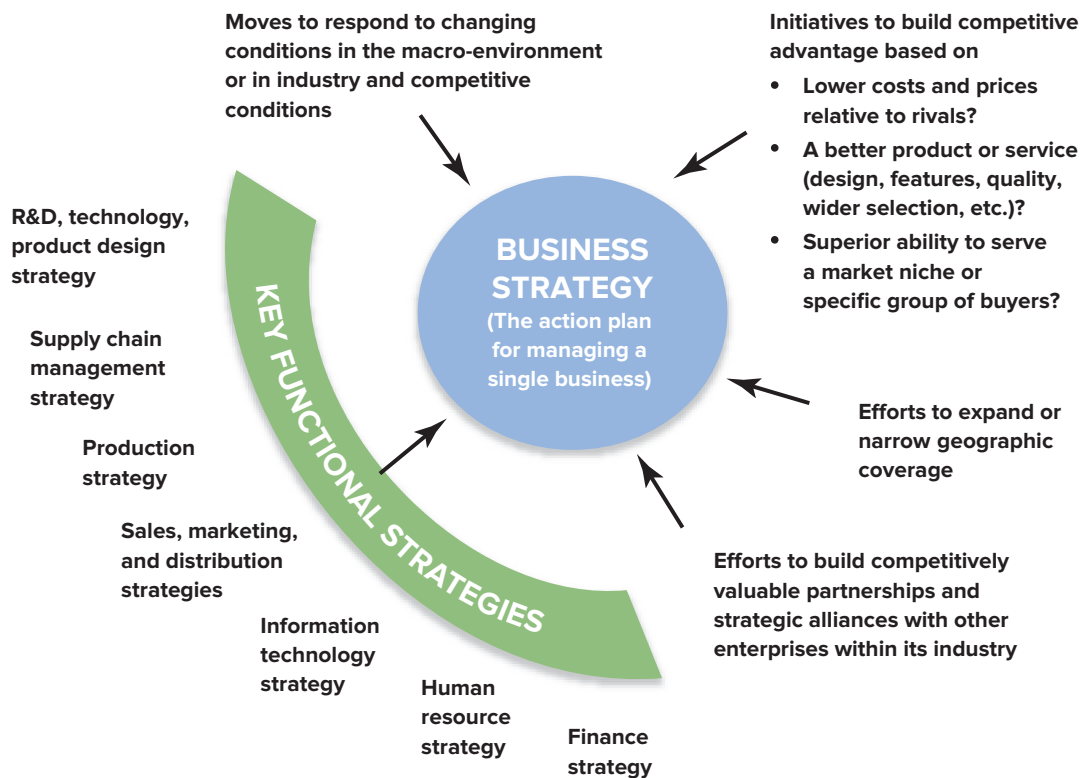 Moves to respond to changing
conditions in the macro-environment
or in industry and competitive
conditions
Initiatives to build competitive
advantage based on
• Lower costs and prices
relative to rivals?
• A better product or service
(design, features, quality,
wider selection, etc.)?
• Superior ability to serve
a market niche or
specific group of buyers?
BUSINESS
STRATEGY
(The action plan
for managing a
single business)
KEY FUNCTIONAL STRATEGIES
R&D, technology,
product design
strategy
Supply chain
management
strategy
Production
strategy
Sales, marketing,
and distribution
strategies
Information
technology
strategy
Human
resource
strategy
Finance
strategy
Efforts to expand or
narrow geographic
coverage
Efforts to build competitively
valuable partnerships and
strategic alliances with other
enterprises within its industry